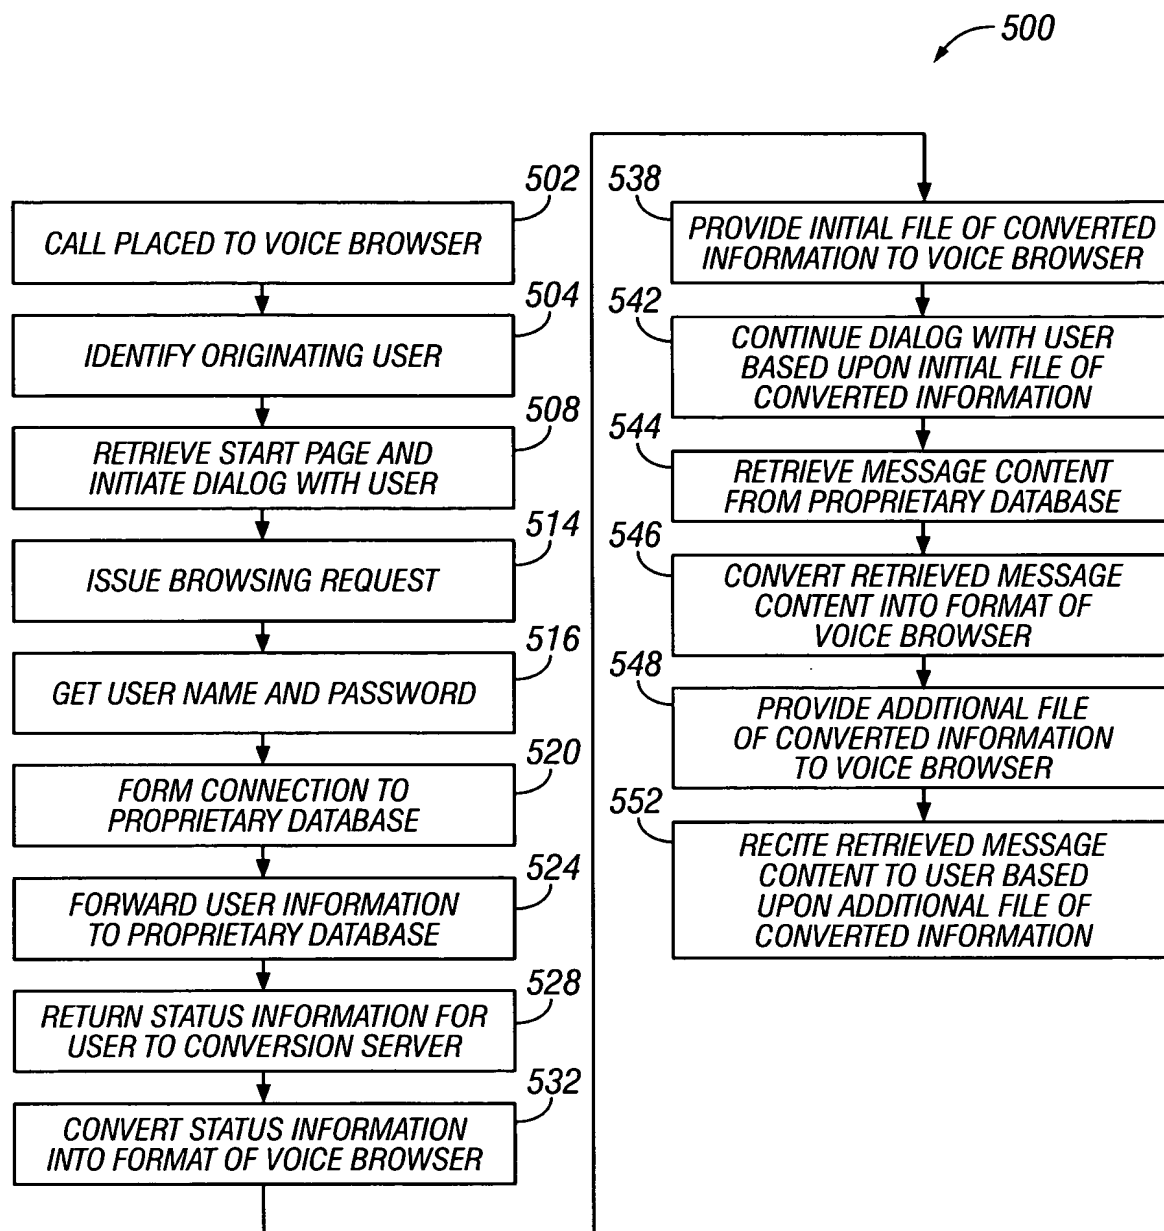 500
502
CALL PLACED TO VOICE BROWSER
504
IDENTIFY ORIGINATING USER
508
RETRIEVE START PAGE AND
INITIATE DIALOG WITH USER
514
ISSUE BROWSING REQUEST
516
GET USER NAME AND PASSWORD
520
FORM CONNECTION TO
PROPRIETARY DATABASE
524
FORWARD USER INFORMATION
TO PROPRIETARY DATABASE
528
RETURN STATUS INFORMATION FOR
USER TO CONVERSION SERVER
532
CONVERT STATUS INFORMATION
INTO FORMAT OF VOICE BROWSER
538
PROVIDE INITIAL FILE OF CONVERTED
INFORMATION TO VOICE BROWSER
542
CONTINUE DIALOG WITH USER
BASED UPON INITIAL FILE OF
CONVERTED INFORMATION
544
RETRIEVE MESSAGE CONTENT
FROM PROPRIETARY DATABASE
546
CONVERT RETRIEVED MESSAGE
CONTENT INTO FORMAT OF
VOICE BROWSER
548
PROVIDE ADDITIONAL FILE
OF CONVERTED INFORMATION
TO VOICE BROWSER
552
RECITE RETRIEVED MESSAGE
CONTENT TO USER BASED
UPON ADDITIONAL FILE OF
CONVERTED INFORMATION